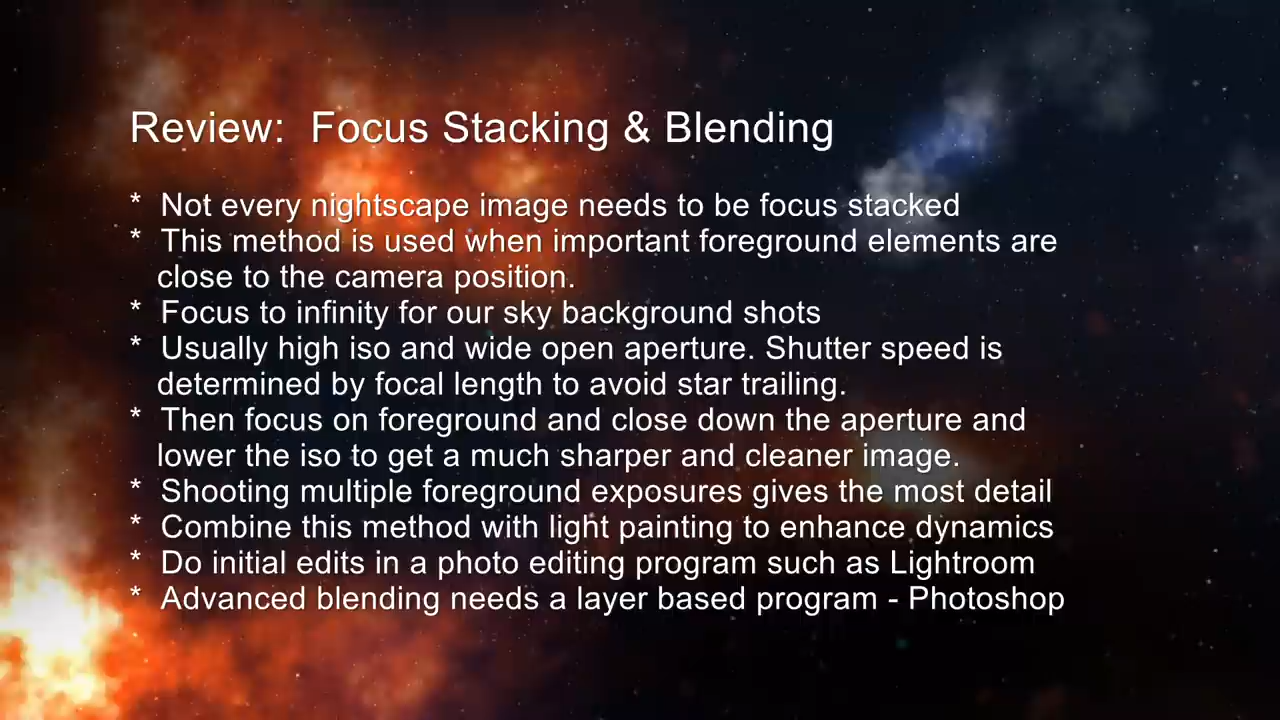 Review:  Focus Stacking & Blending
*  Not every nightscape image needs to be focus stacked
*  This method is used when important foreground elements are
close to the camera position.
*  Focus to infinity for our sky background shots
*  Usually high iso and wide open aperture. Shutter speed is
determined by focal length to avoid star trailing.
*  Then focus on foreground and close down the aperture and
lower the iso to get a much sharper and cleaner image.
*  Shooting multiple foreground exposures gives the most detail
*  Combine this method with light painting to enhance dynamics
*  Do initial edits in a photo editing program such as Lightroom
*  Advanced blending needs a layer based program - Photoshop